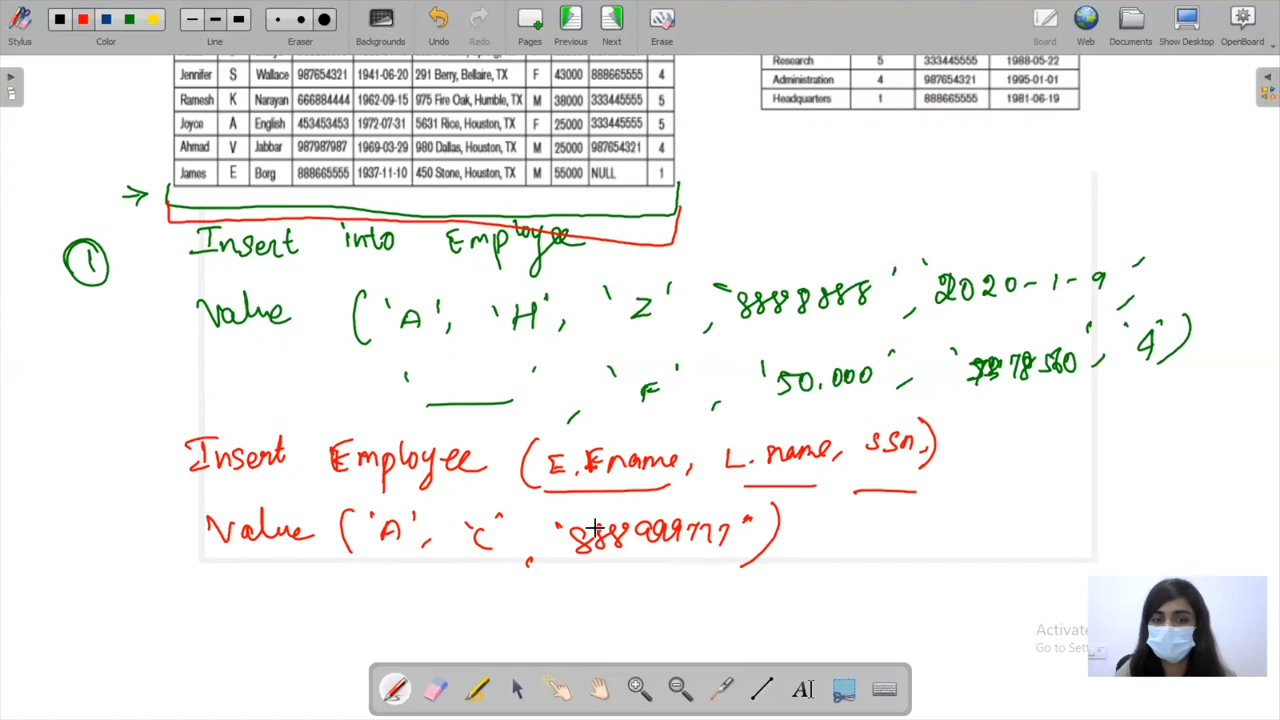 Stylus Color Line Eraser Backgrounds Undo Redo Pages Previous Next Erase Board Web Documents Show Desktop OpenBoard
Jennifer S Wallace 987654321 1941-06-20 291 Berry, Bellaire, TX F 43000 888665555 4
Ramesh K Narayan 666884444 1962-09-15 975 Fire Oak, Humble, TX M 38000 333445555 5
Joyce A English 453453453 1972-07-31 5631 Rice, Houston, TX F 25000 333445555 5
Ahmad V Jabbar 987987987 1969-03-29 980 Dallas, Houston, TX M 25000 987654321 4
James E Borg 888665555 1937-11-10 450 Stone, Houston, TX M 55000 NULL 1
Research 5 333445555 1988-05-22
Administration 4 987654321 1995-01-01
Headquarters 1 888665555 1981-06-19
1 Insert into Employee
Value ('A', 'H', 'Z', '8888888', '2020-1-9',
'____', 'F', '50.000', '4')
Insert Employee (E.Fname, L.name, SSn,)
Value ('A', 'C', '888999777')
Activate
Go to Sett